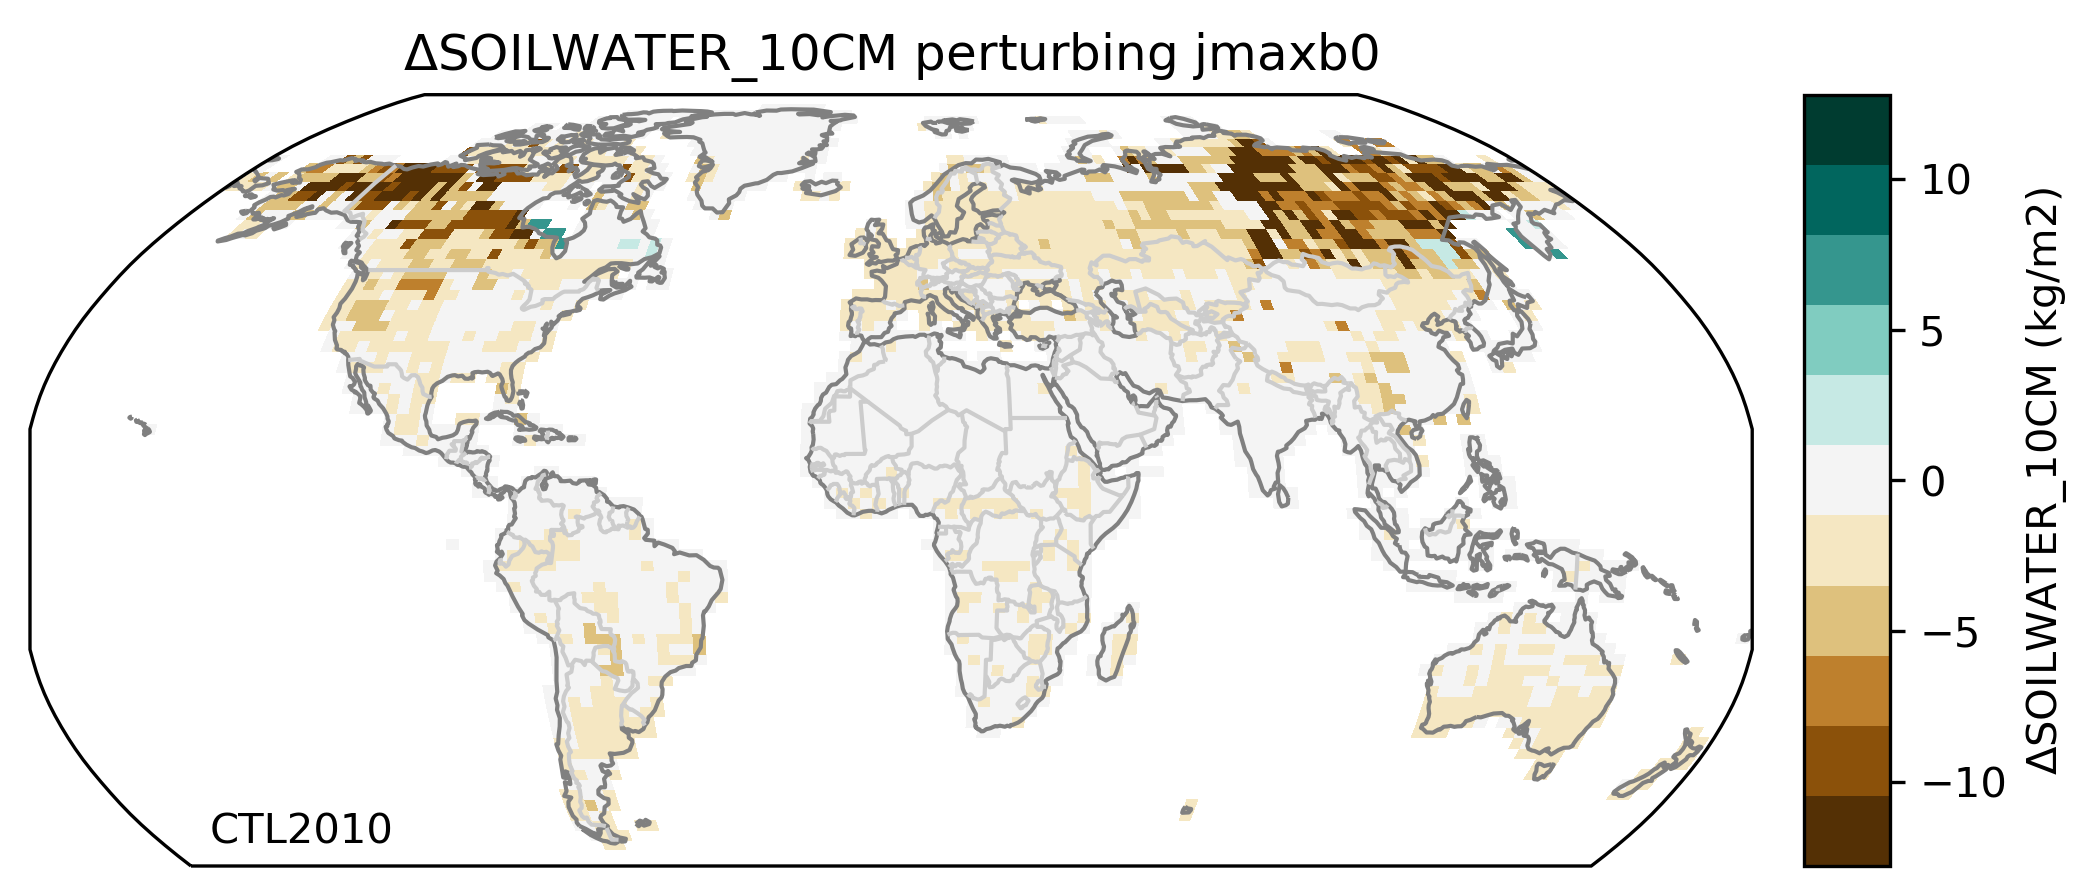 ΔSOILWATER_10CM perturbing jmaxb0
10
5
0
−5
−10
ΔSOILWATER_10CM (kg/m2)
CTL2010